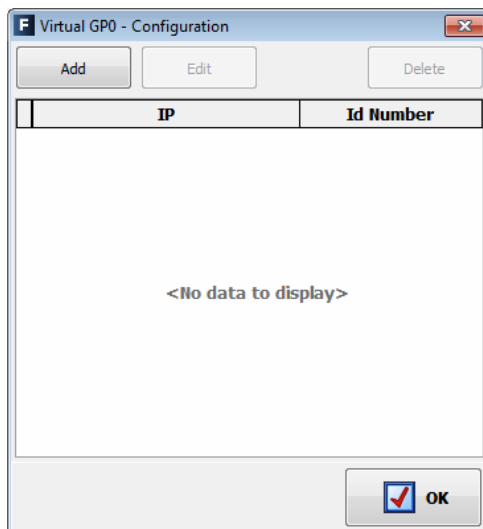 F Virtual GP0 - Configuration
Add Edit Delete
IP Id Number
<No data to display>
OK